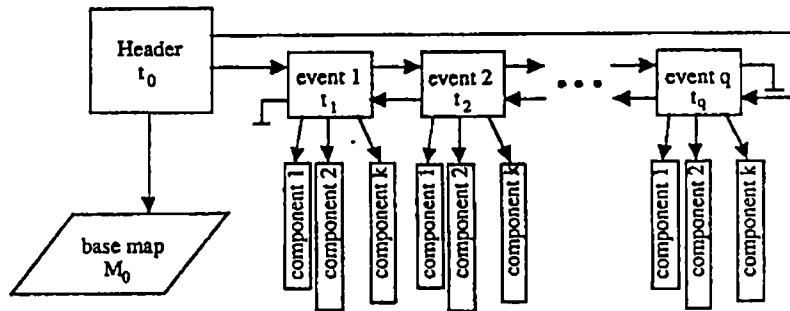 Header
t0
event 1
t1
event 2
t2
• • •
event q
tq
component 1
component 2
component k
component 1
component 2
component k
component 1
component 2
component k
base map
M0